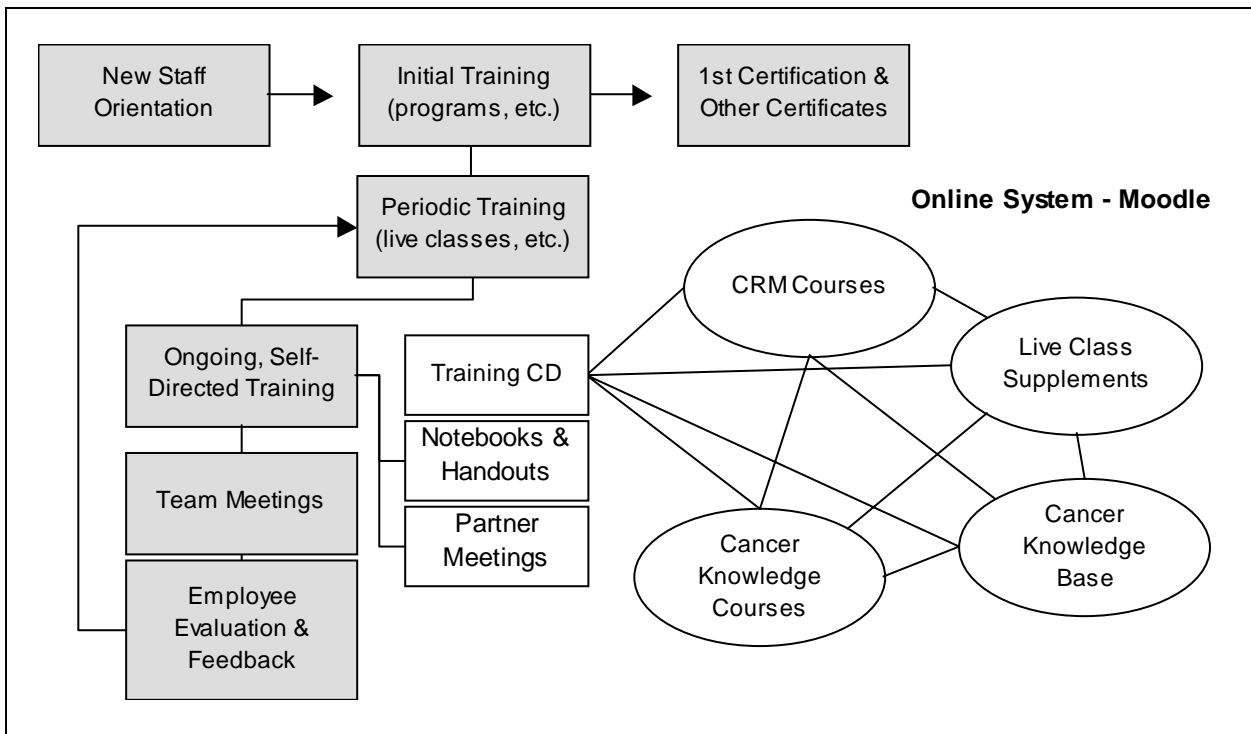 New Staff
Orientation
Initial Training
(programs, etc.)
1st Certification &
Other Certificates
Periodic Training
(live classes, etc.)
Online System - Moodle
CRM Courses
Ongoing, Self-
Directed Training
Training CD
Live Class
Supplements
Notebooks &
Handouts
Team Meetings
Partner
Meetings
Cancer
Knowledge
Courses
Cancer
Knowledge
Base
Employee
Evaluation &
Feedback